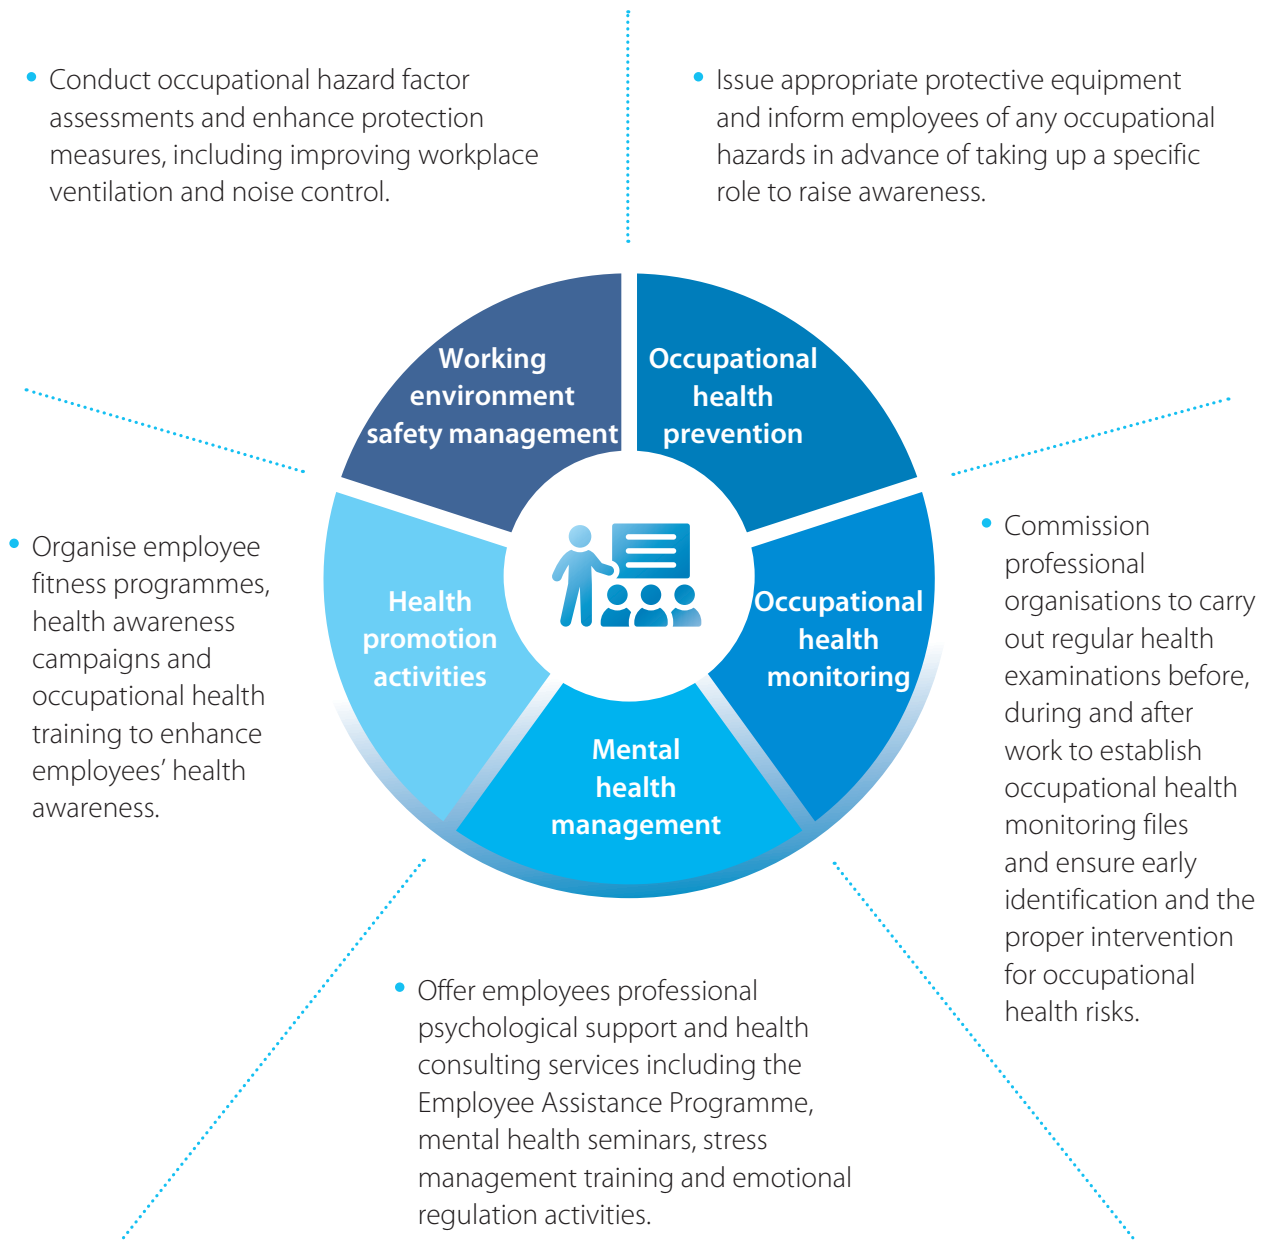 • Conduct occupational hazard factor
assessments and enhance protection
measures, including improving workplace
ventilation and noise control.
• Issue appropriate protective equipment
and inform employees of any occupational
hazards in advance of taking up a specific
role to raise awareness.
Working
environment
safety management
Occupational
health
prevention
• Organise employee
fitness programmes,
health awareness
campaigns and
occupational health
training to enhance
employees’ health
awareness.
Health
promotion
activities
Occupational
health
monitoring
• Commission
professional
organisations to carry
out regular health
examinations before,
during and after
work to establish
occupational health
monitoring files
and ensure early
identification and the
proper intervention
for occupational
health risks.
Mental
health
management
• Offer employees professional
psychological support and health
consulting services including the
Employee Assistance Programme,
mental health seminars, stress
management training and emotional
regulation activities.